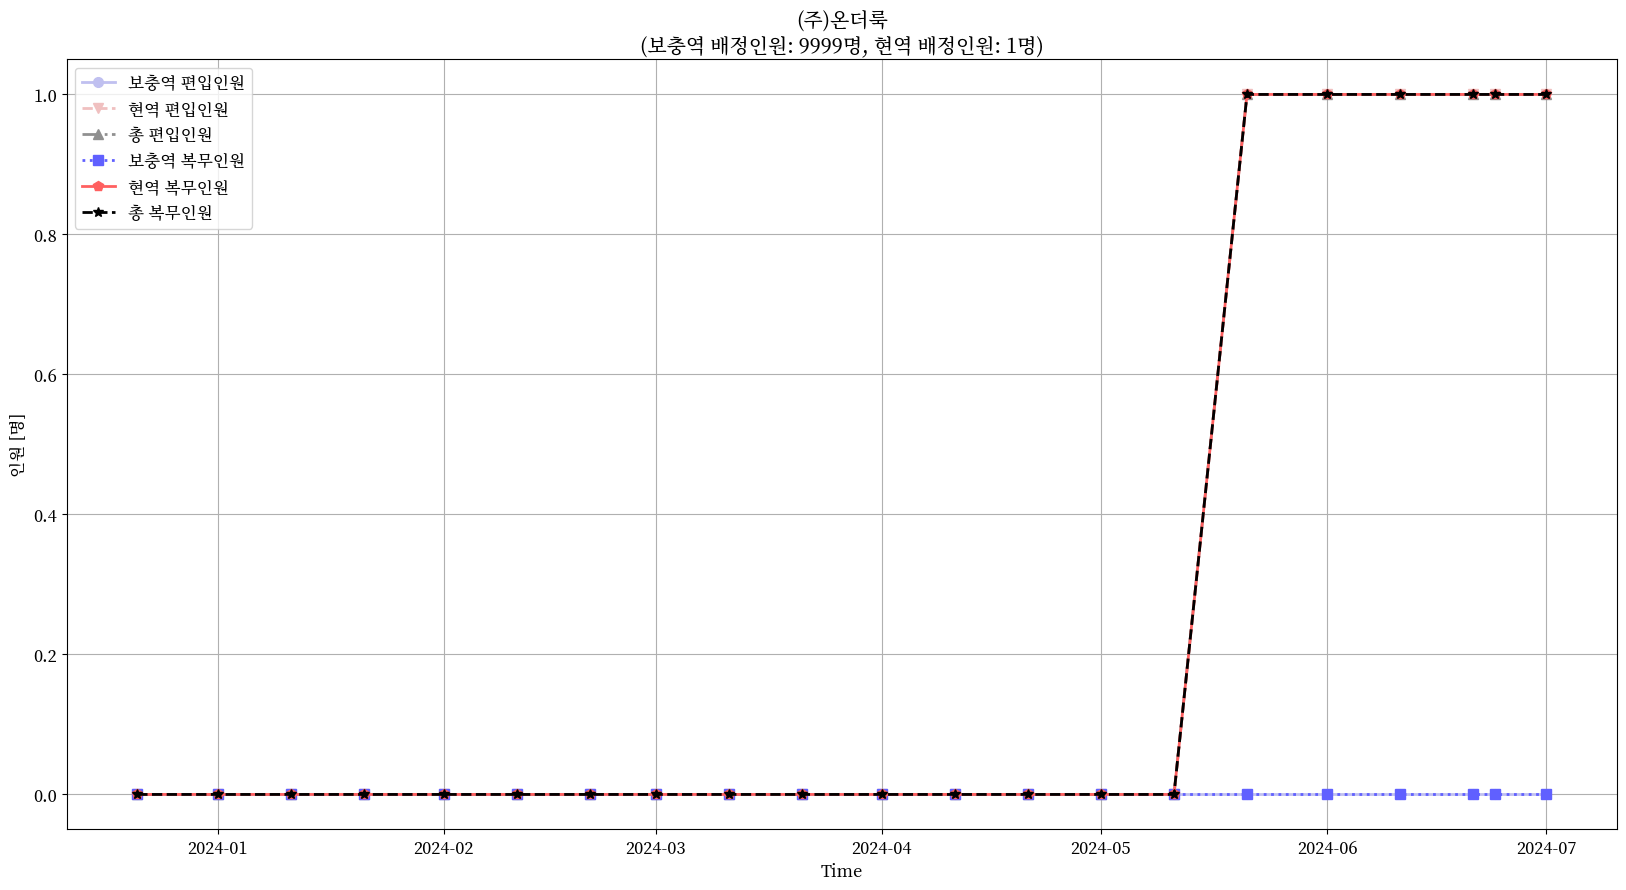 (주)온더룩
(보충역 배정인원: 9999명, 현역 배정인원: 1명)
보충역 편입인원
현역 편입인원
총 편입인원
보충역 복무인원
현역 복무인원
총 복무인원
인원 [명]
1.0
0.8
0.6
0.4
0.2
0.0
2024-01
2024-02
2024-03
2024-04
2024-05
2024-06
2024-07
Time